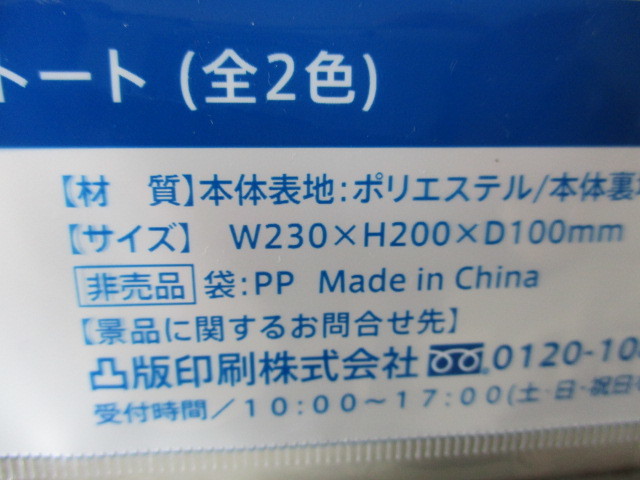 トート (全2色)
【材 質】本体表地:ポリエステル/本体裏
【サイズ】 W230×H200×D100mm
非売品 袋:PP Made in China
【景品に関するお問合せ先】
凸版印刷株式会社 0120-10
受付時間/10:00~17:00(土・日・祝日